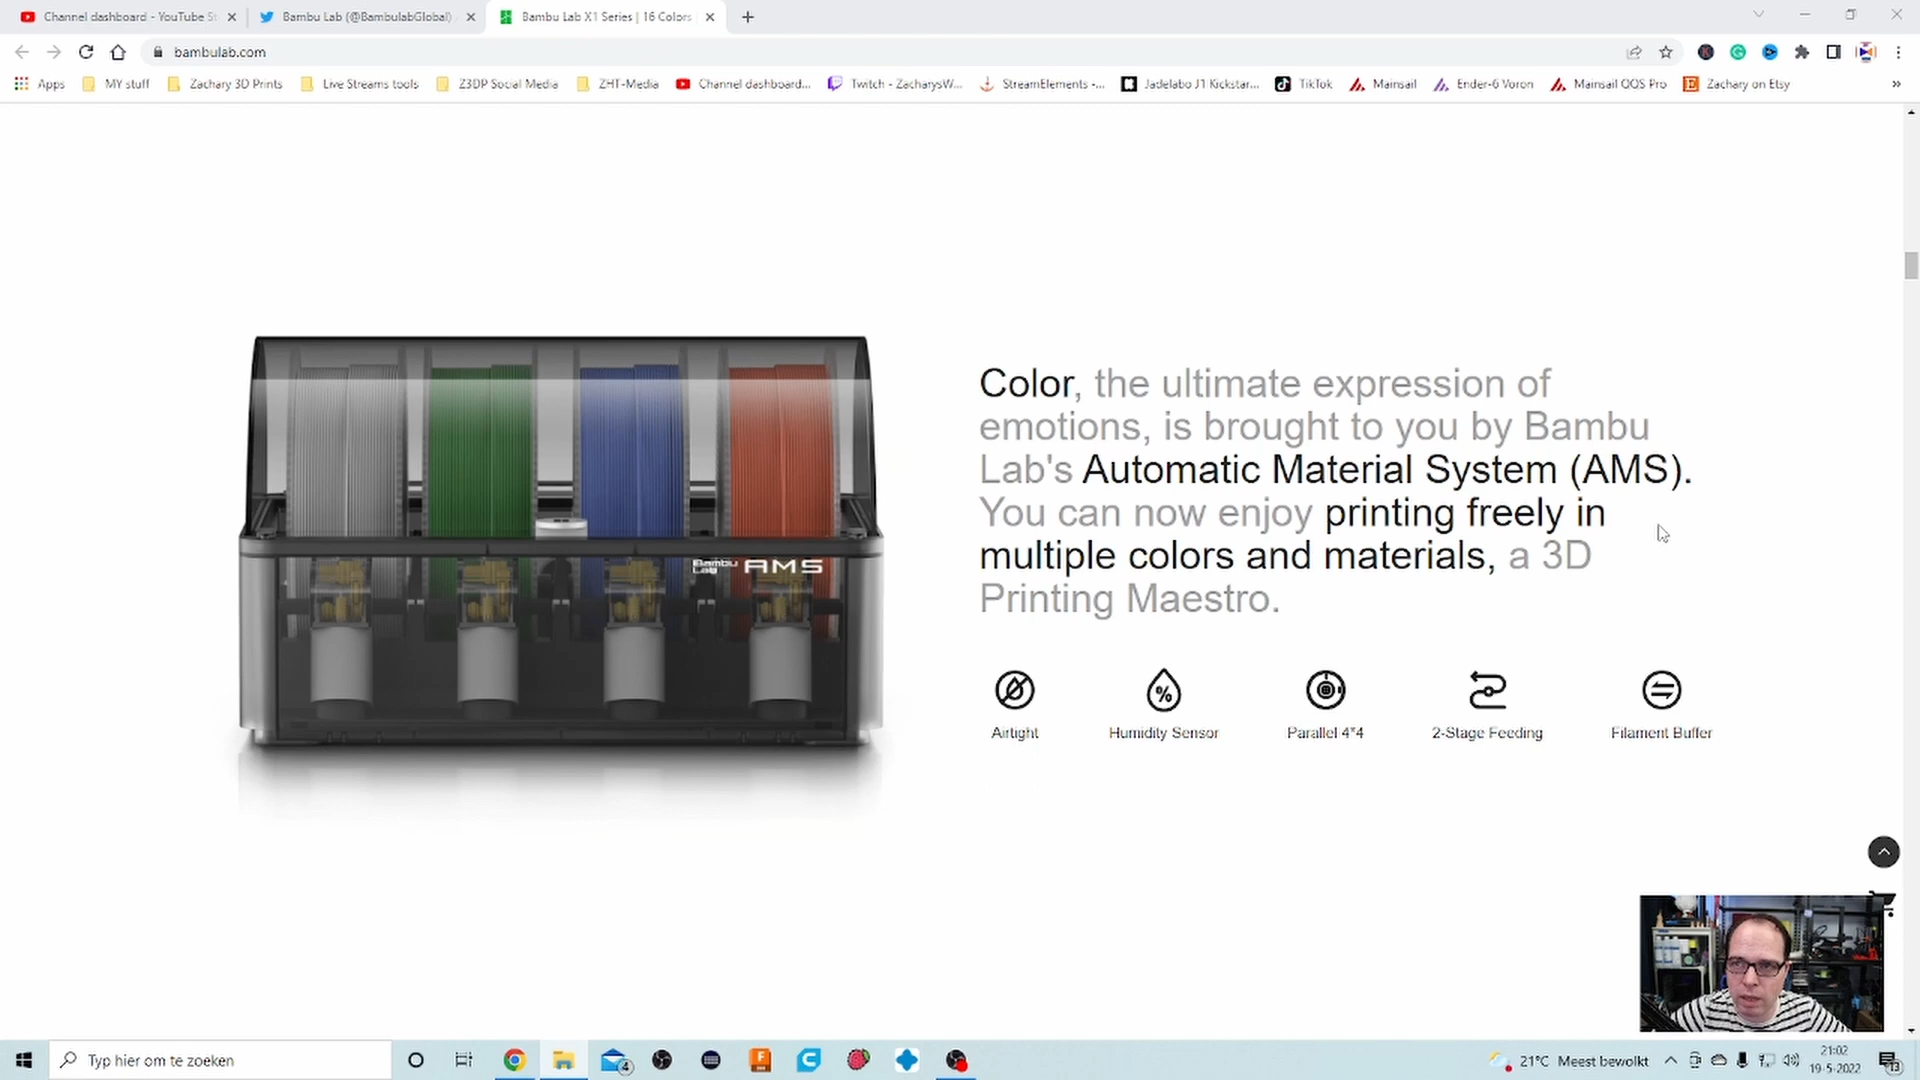 Channel dashboard - YouTube St
Bambu Lab (@BambulabGlobal)
Bambu Lab X1 Series | 16 Colors
bambulab.com
Apps
MY stuff
Zachary 3D Prints
Live Streams tools
Z3DP Social Media
ZHT-Media
Channel dashboard...
Twitch - ZacharysW...
StreamElements -...
Jadelabo J1 Kickstar...
TikTok
Mainsail
Ender-6 Voron
Mainsail QQS Pro
Zachary on Etsy
Color, the ultimate expression of
emotions, is brought to you by Bambu
Lab's Automatic Material System (AMS).
You can now enjoy printing freely in
multiple colors and materials, a 3D
Printing Maestro.
Bambu Lab AMS
Airtight
Humidity Sensor
Parallel 4*4
2-Stage Feeding
Filament Buffer
Typ hier om te zoeken
4
21°C Meest bewolkt
21:02
19-5-2022
13